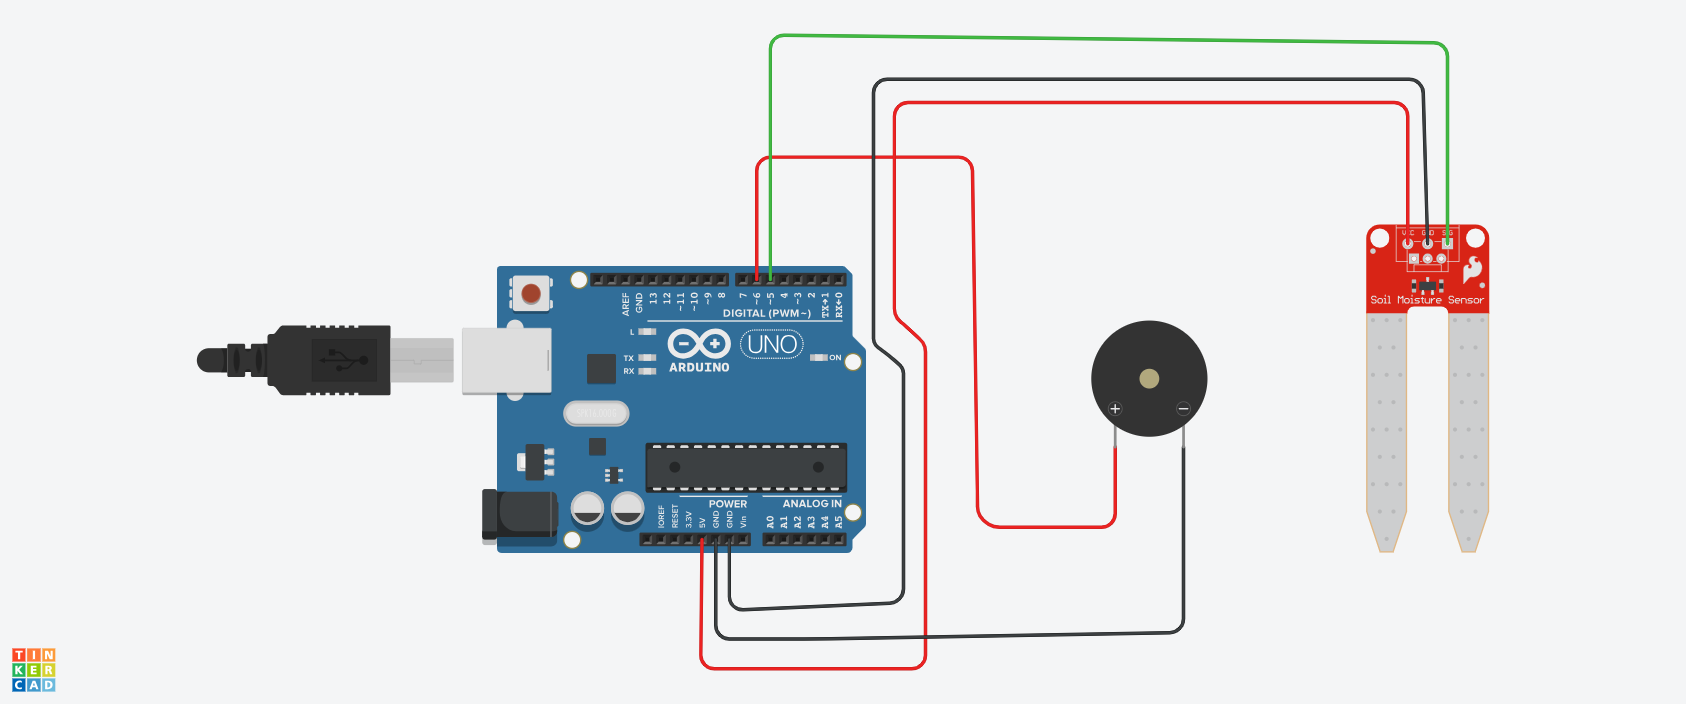 VCC GND SIG
Soil Moisture Sensor
AREF
GND
13
12
~11
~10
~9
8
7
~6
~5
4
~3
2
TX→1
RX←0
DIGITAL (PWM~)
L
TX
RX
ARDUINO
UNO
ON
POWER
ANALOG IN
IOREF
RESET
3.3V
5V
GND
GND
Vin
A0
A1
A2
A3
A4
A5
+
−
TIN
KER
CAD